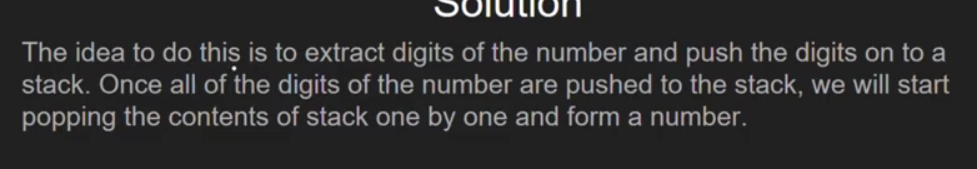 Solution
The idea to do this is to extract digits of the number and push the digits on to a
stack. Once all of the digits of the number are pushed to the stack, we will start
popping the contents of stack one by one and form a number.